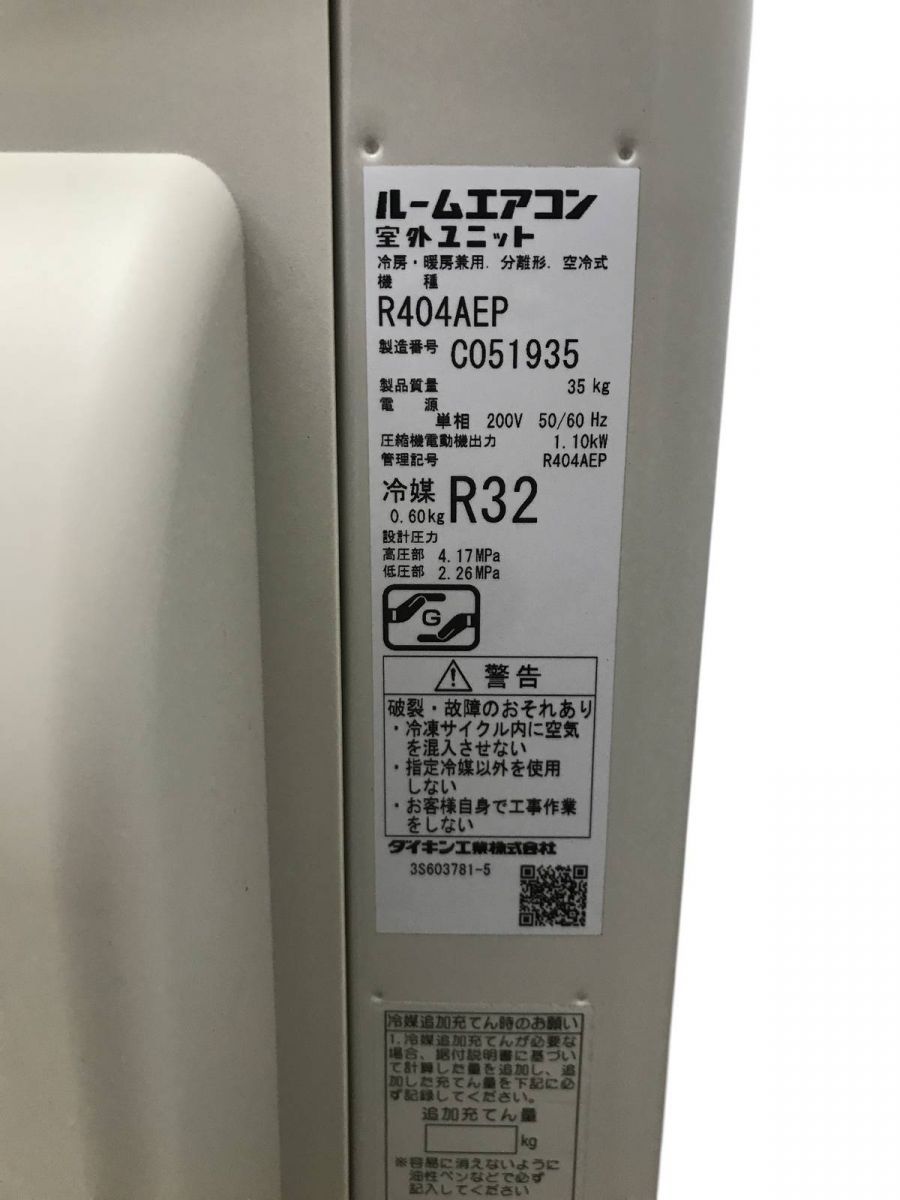 ルームエアコン
室外ユニット
冷房・暖房兼用．分離形．空冷式
機　種
R404AEP
製造番号 C051935
製品質量 35 kg
電　源
単相 200V 50/60 Hz
圧縮機電動機出力 1.10kW
管理記号 R404AEP
冷媒 R32
0.60kg
設計圧力
高圧部 4.17MPa
低圧部 2.26MPa
G
警告
破裂・故障のおそれあり
・冷凍サイクル内に空気
を混入させない
・指定冷媒以外を使用
しない
・お客様自身で工事作業
をしない
ダイキン工業株式会社
3S603781-5
冷媒追加充てん時のお願い
1.冷媒追加充てんが必要な
場合、据付説明書に基づい
て計算した量を追加し、追
加した充てん量を下記に必
ず記録してください。
追加充てん量
kg
※容易に消えないように
油性ペンなどで必ず
記入してください